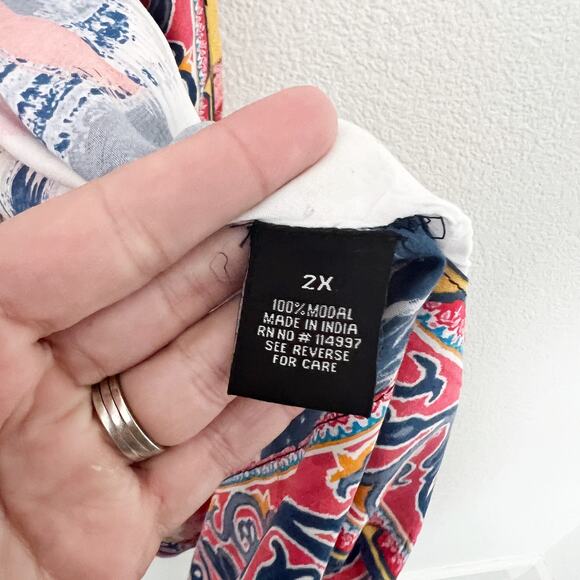 2X
100% MODAL
MADE IN INDIA
RN NO # 114997
SEE REVERSE
FOR CARE